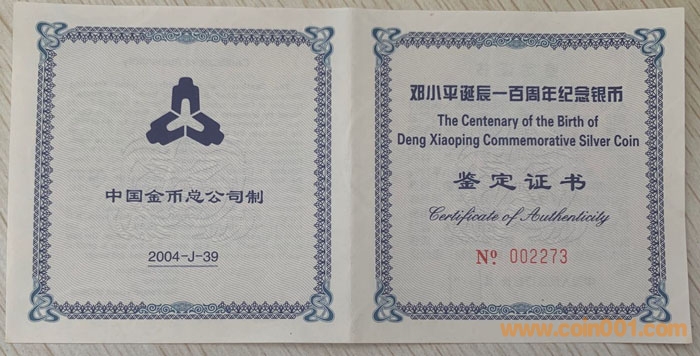 中国金币总公司制
2004-J-39
邓小平诞辰一百周年纪念银币
The Centenary of the Birth of
Deng Xiaoping Commemorative Silver Coin
鉴定证书
Certificate of Authenticity
Nº 002273
www.coin001.com